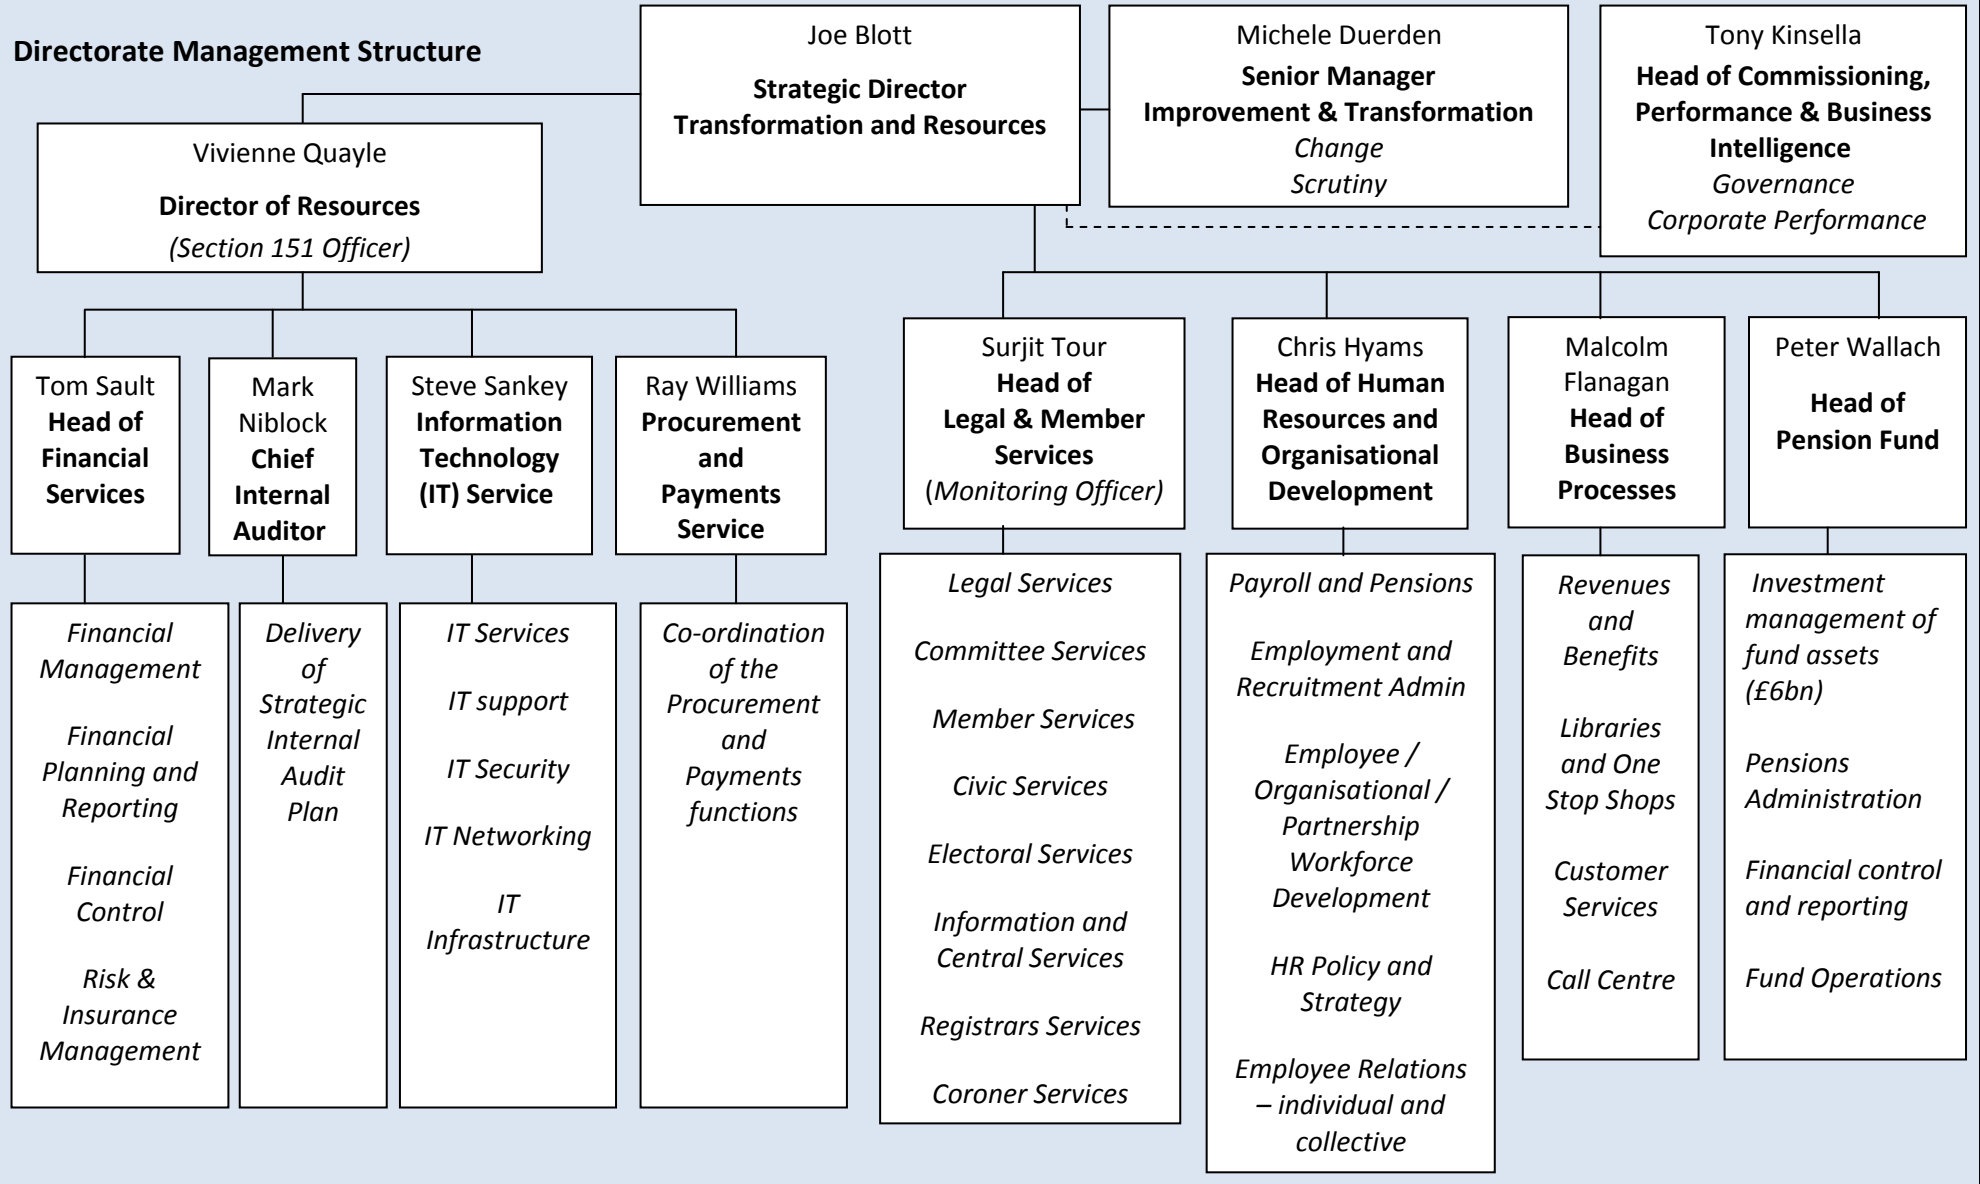 Directorate Management Structure
Joe Blott
Strategic Director
Transformation and Resources
Michele Duerden
Senior Manager
Improvement & Transformation
Change
Scrutiny
Tony Kinsella
Head of Commissioning,
Performance & Business
Intelligence
Governance
Corporate Performance
Vivienne Quayle
Director of Resources
(Section 151 Officer)
Tom Sault
Head of
Financial
Services
Mark
Niblock
Chief
Internal
Auditor
Steve Sankey
Information
Technology
(IT) Service
Ray Williams
Procurement
and
Payments
Service
Surjit Tour
Head of
Legal & Member
Services
(Monitoring Officer)
Chris Hyams
Head of Human
Resources and
Organisational
Development
Malcolm
Flanagan
Head of
Business
Processes
Peter Wallach
Head of
Pension Fund
Financial
Management
Financial
Planning and
Reporting
Financial
Control
Risk &
Insurance
Management
Delivery
of
Strategic
Internal
Audit
Plan
IT Services
IT support
IT Security
IT Networking
IT
Infrastructure
Co-ordination
of the
Procurement
and
Payments
functions
Legal Services
Committee Services
Member Services
Civic Services
Electoral Services
Information and
Central Services
Registrars Services
Coroner Services
Payroll and Pensions
Employment and
Recruitment Admin
Employee /
Organisational /
Partnership
Workforce
Development
HR Policy and
Strategy
Employee Relations
– individual and
collective
Revenues
and
Benefits
Libraries
and One
Stop Shops
Customer
Services
Call Centre
Investment
management of
fund assets
(£6bn)
Pensions
Administration
Financial control
and reporting
Fund Operations